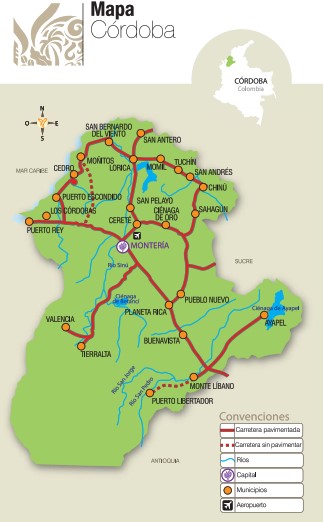 Mapa
Córdoba
CÓRDOBA
Colombia
N
O
E
S
MAR CARIBE
SAN BERNARDO
DEL VIENTO
SAN ANTERO
MOÑITOS
CEDRO
LORICA
MOMIL
TUCHÍN
SAN ANDRÉS
CHINÚ
PUERTO ESCONDIDO
LOS CÓRDOBAS
SAN PELAYO
CIÉNAGA
DE ORO
SAHAGÚN
CERETÉ
PUERTO REY
MONTERÍA
Río Sinú
SUCRE
Ciénaga
de Betancí
PUEBLO NUEVO
PLANETA RICA
Ciénaga de Ayapel
AYAPEL
VALENCIA
TIERRALTA
BUENAVISTA
Río San Jorge
Río San Pedro
MONTE LÍBANO
PUERTO LIBERTADOR
ANTIOQUIA
Convenciones
Carretera pavimentada
Carretera sin pavimentar
Ríos
Capital
Municipios
Aeropuerto